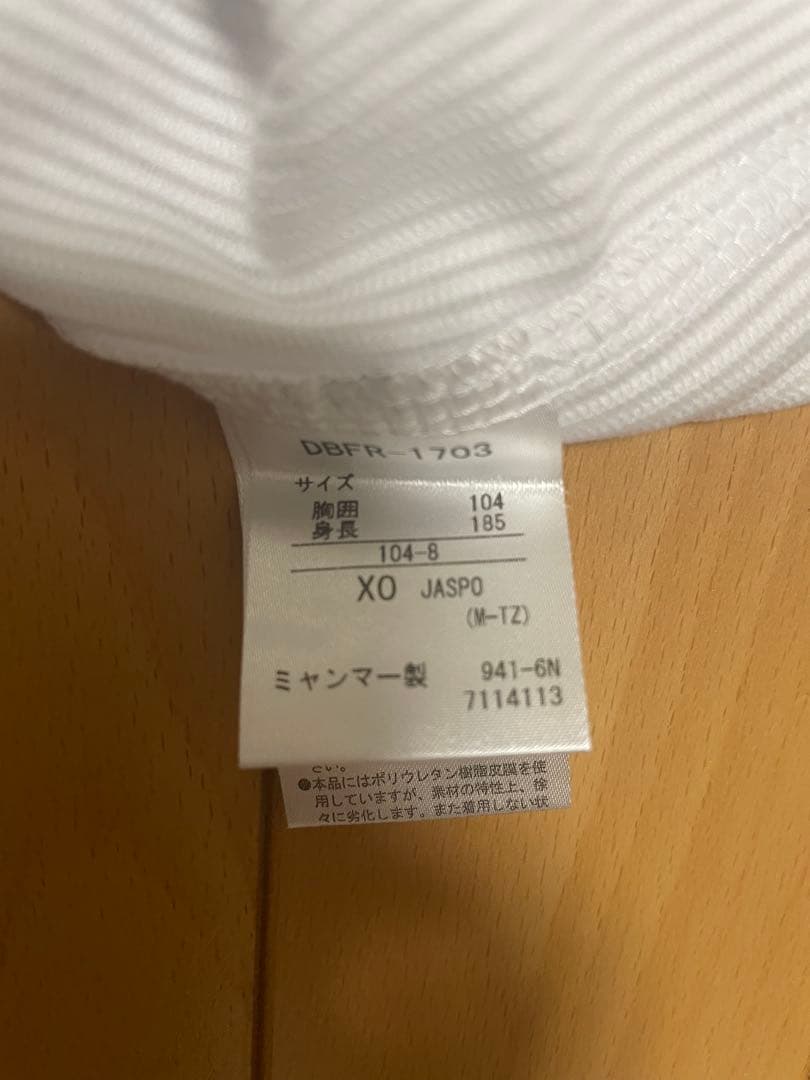 DBFR-1703
サイズ
胸囲 104
身長 185
104-8
XO JASPO
(M-TZ)
ミャンマー製 941-6N
7114113
さい。
●本品にはポリウレタン樹脂皮膜を使
用していますが、素材の特性上、徐
々に劣化します。また着用しない状